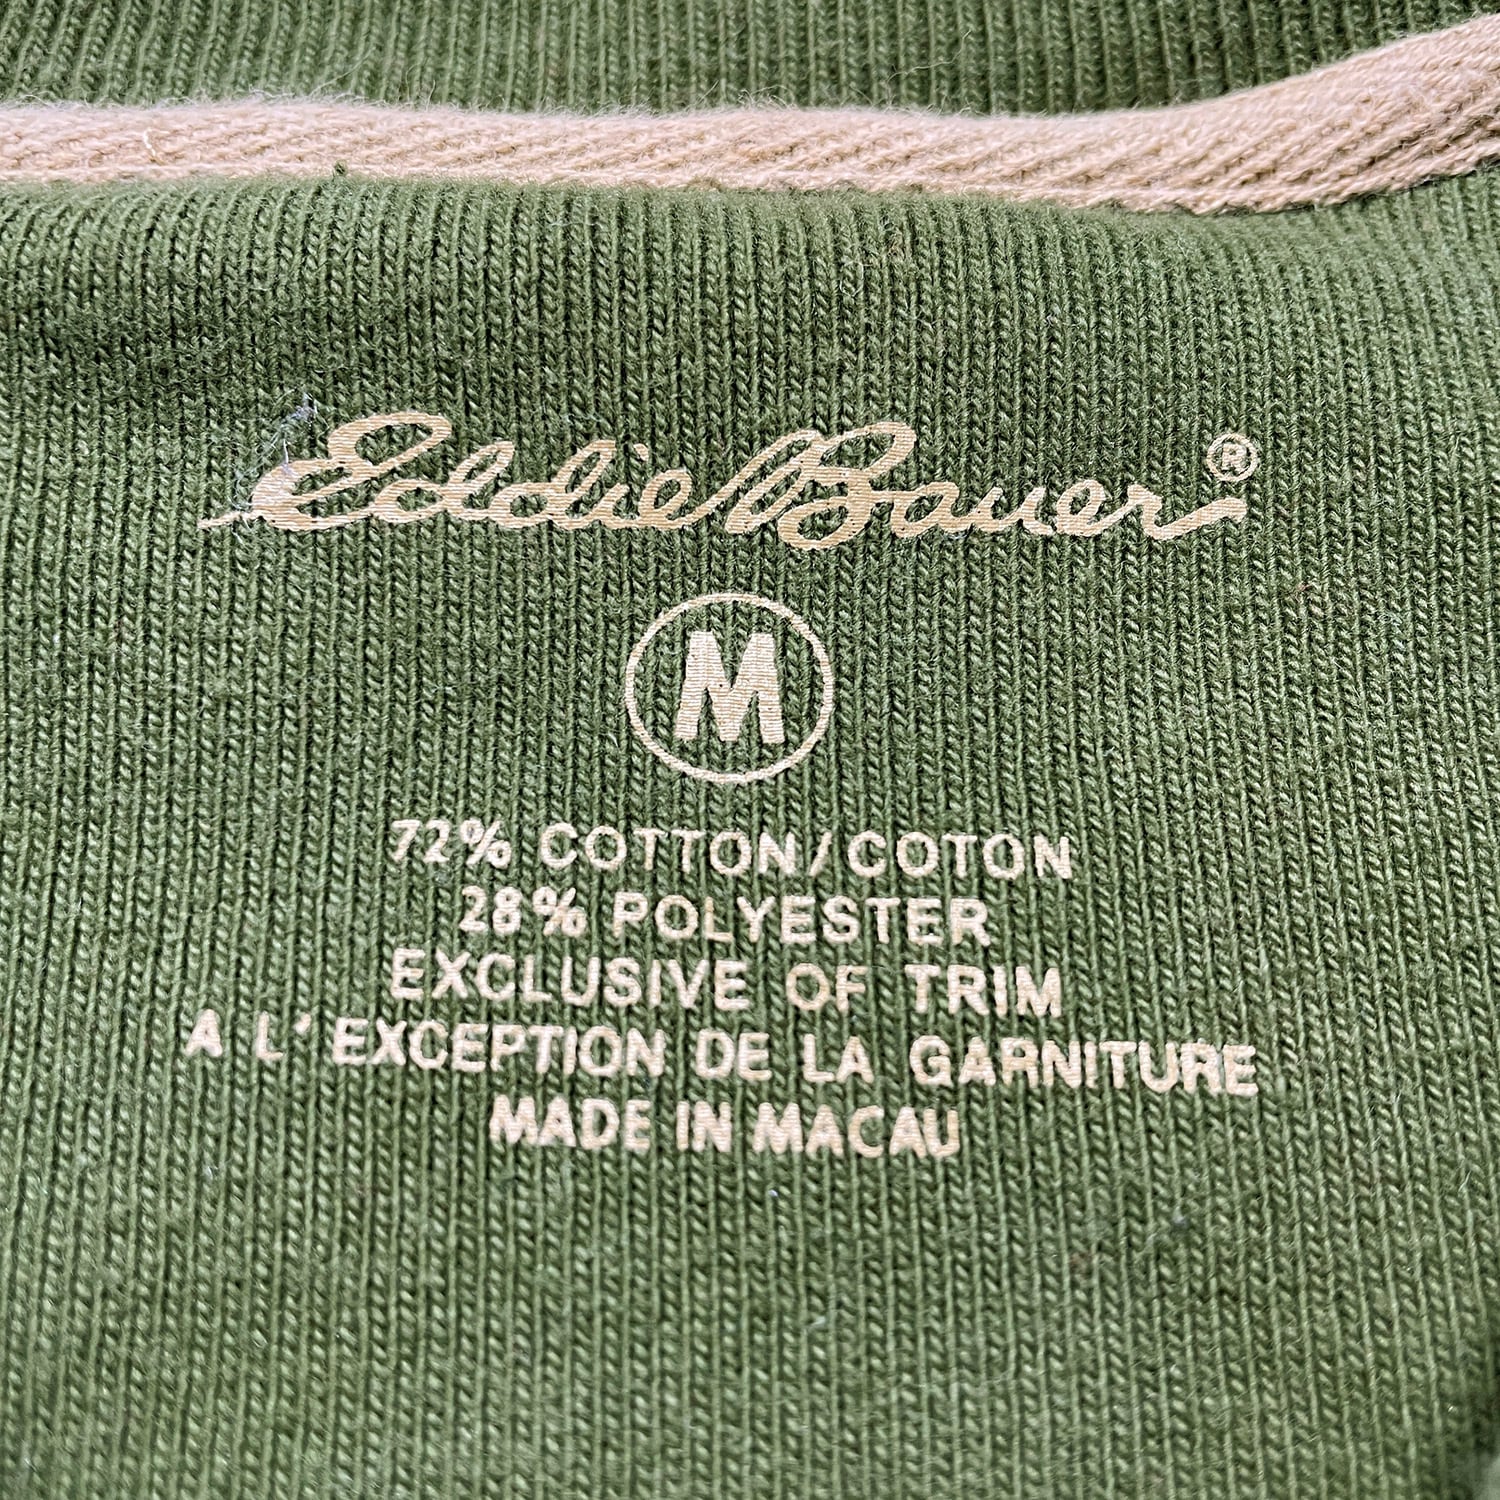 Eddie Bauer®
M
72% COTTON/COTON
28% POLYESTER
EXCLUSIVE OF TRIM
A L' EXCEPTION DE LA GARNITURE
MADE IN MACAU